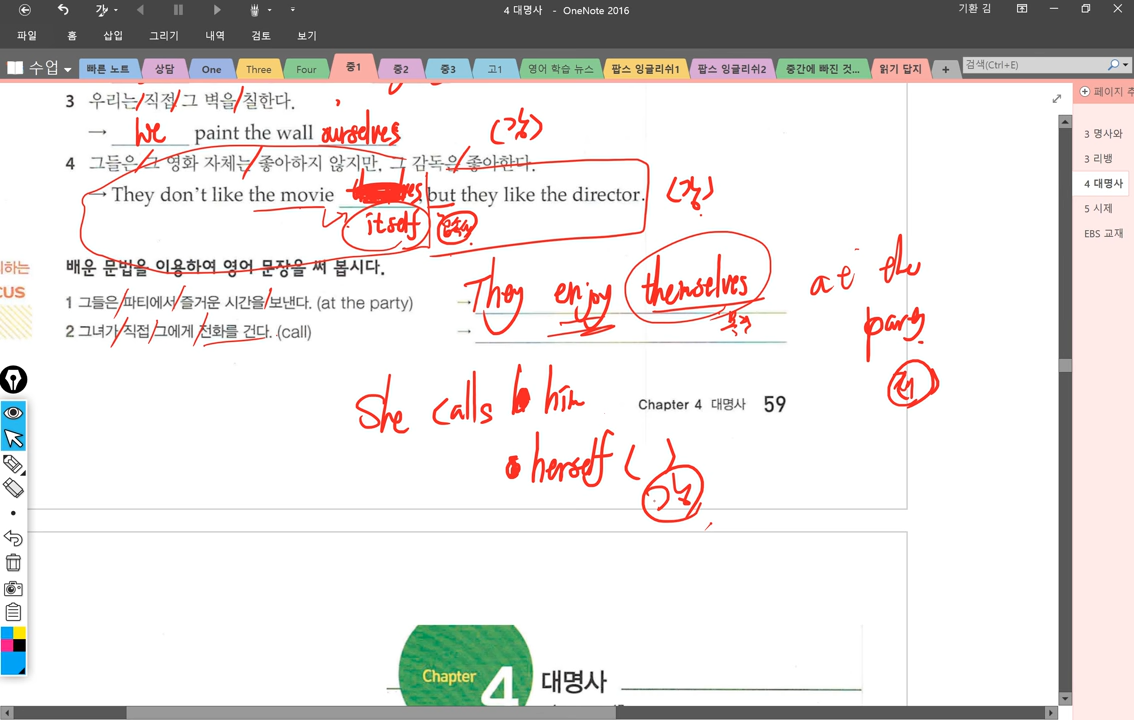 4 대명사 - OneNote 2016
기환 김
파일 홈 삽입 그리기 내역 검토 보기
수업 빠른 노트 상담 One Three Four 중1 중2 중3 고1 영어 학습 뉴스 팝스 잉글리쉬1 팝스 잉글리쉬2 중간에 빠진 것... 읽기 답지 + 검색(Ctrl+E)
페이지 추
3 명사와
3 리뱅
4 대명사
5 시제
EBS 교재
3 우리는 직접 그 벽을 칠한다.
→ We paint the wall ourselves (강)
4 그들은 그 영화 자체는 좋아하지 않지만, 그 감독은 좋아한다.
→ They don't like the movie but they like the director. (강)
itself
하는
cus
배운 문법을 이용하여 영어 문장을 써 봅시다.
1 그들은 파티에서 즐거운 시간을 보낸다. (at the party) → They enjoy themselves at the party
2 그녀가 직접 그에게 전화를 건다. (call) →
She calls him
herself ( )
Chapter 4 대명사 59
Chapter 4 대명사